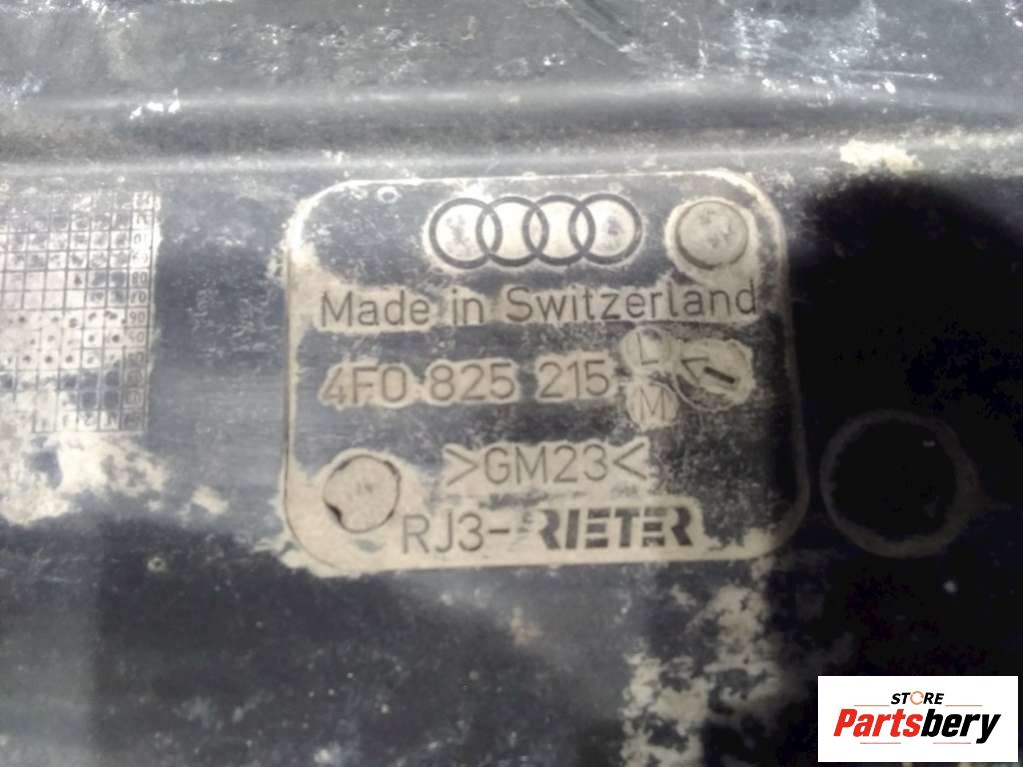 Made in Switzerland
4F0 825 215
L
M
>GM23<
RJ3-RIETER
STORE
Partsbery